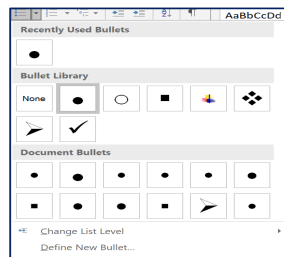 AaBbCcDd
Recently Used Bullets
Bullet Library
None
Document Bullets
Change List Level
Define New Bullet...